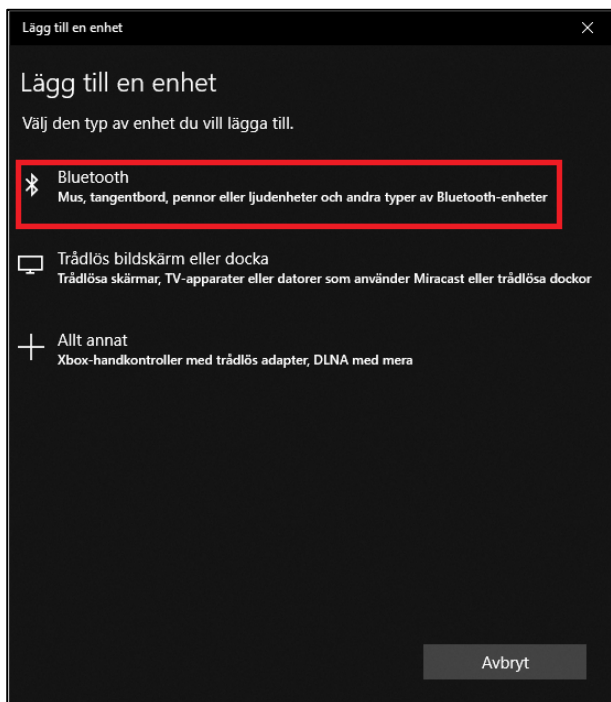 Lägg till en enhet
Lägg till en enhet
Välj den typ av enhet du vill lägga till.
Bluetooth
Mus, tangentbord, pennor eller ljudenheter och andra typer av Bluetooth-enheter
Trådlös bildskärm eller docka
Trådlösa skärmar, TV-apparater eller datorer som använder Miracast eller trådlösa dockor
Allt annat
Xbox-handkontroller med trådlös adapter, DLNA med mera
Avbryt